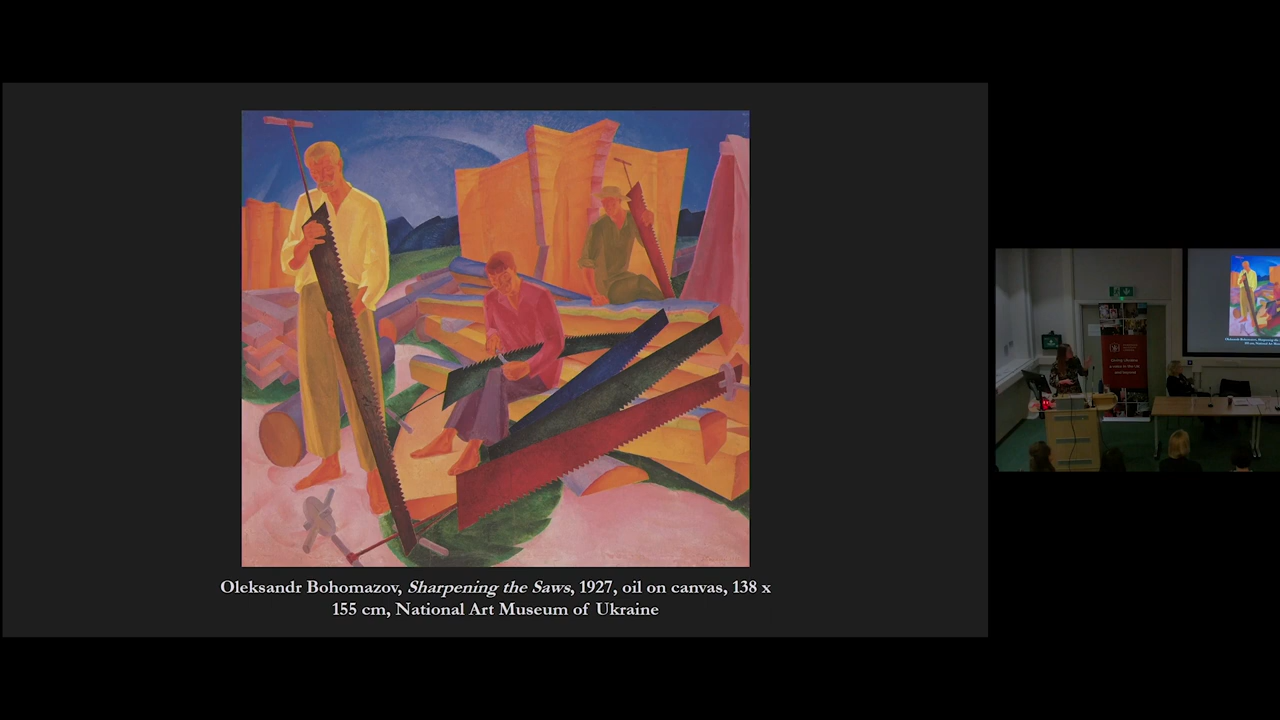 Oleksandr Bohomazov, Sharpening the Saws, 1927, oil on canvas, 138 x
155 cm, National Art Museum of Ukraine